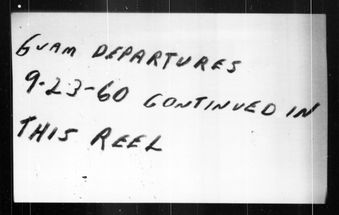 GUAM DEPARTURES
9-23-60 CONTINUED IN
THIS REEL